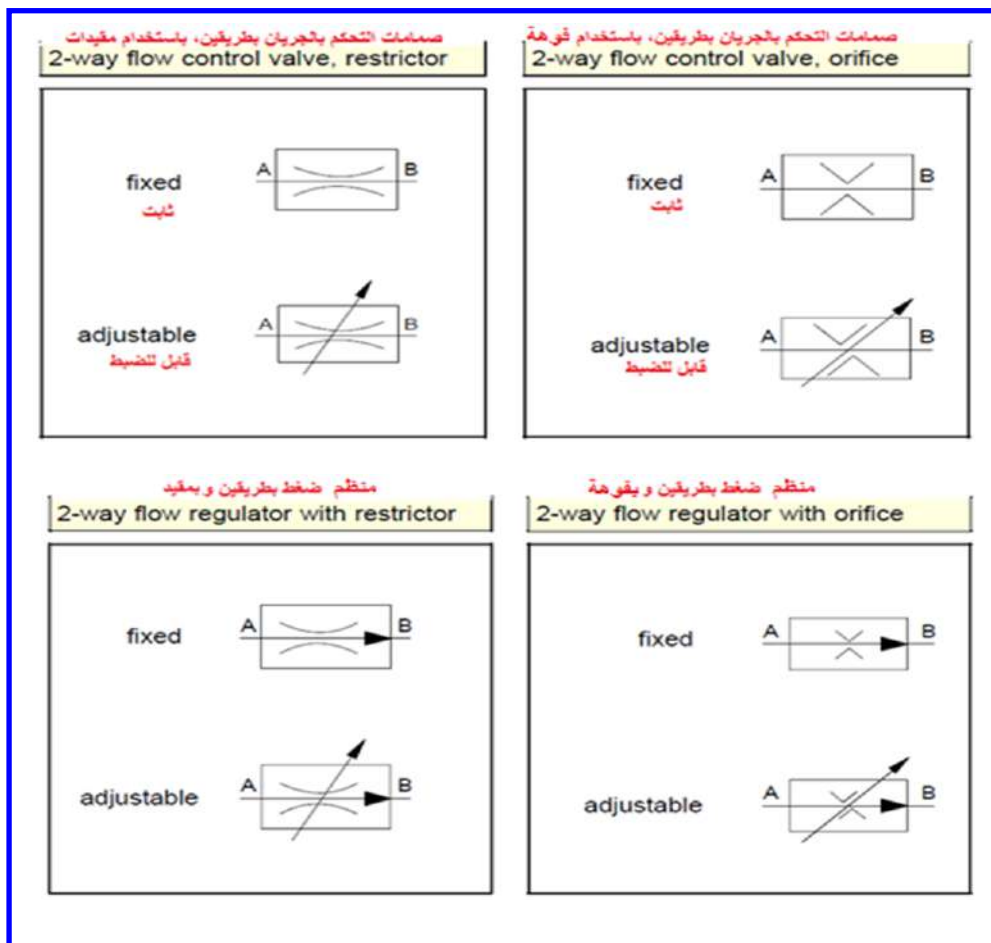 صمامات التحكم بالجريان بطريقين، باستخدام مقيدات
2-way flow control valve, restrictor
A B
fixed
ثابت
A B
adjustable
قابل للضبط
صمامات التحكم بالجريان بطريقين، باستخدام فوهة
2-way flow control valve, orifice
A B
fixed
ثابت
A B
adjustable
قابل للضبط
منظم ضغط بطريقين وبمقيد
2-way flow regulator with restrictor
A B
fixed
A B
adjustable
منظم ضغط بطريقين وبفوهة
2-way flow regulator with orifice
A B
fixed
A B
adjustable